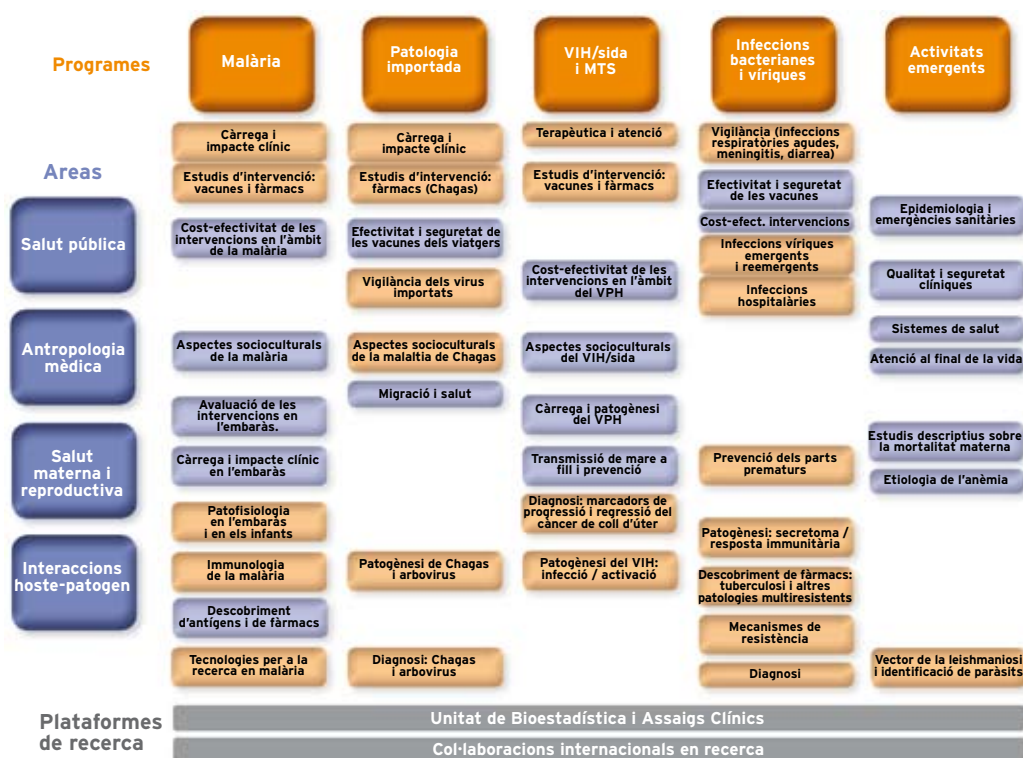 Programes
Malària
Patologia
importada
VIH/sida
i MTS
Infeccions
bacterianes
i víriques
Activitats
emergents
Areas
Salut pública
Antropologia
mèdica
Salut
materna i
reproductiva
Interaccions
hoste-patogen
Càrrega i
impacte clínic
Estudis d'intervenció:
vacunes i fàrmacs
Cost-efectivitat de les
intervencions en l'àmbit
de la malària
Aspectes socioculturals
de la malària
Avaluació de les
intervencions en
l'embaràs.
Càrrega i impacte clínic
en l'embaràs
Patofisiologia
en l'embaràs
i en els infants
Immunologia
de la malària
Descobriment
d'antígens i de fàrmacs
Tecnologies per a la
recerca en malària
Càrrega i
impacte clínic
Estudis d'intervenció:
fàrmacs (Chagas)
Efectivitat i seguretat de
les vacunes dels viatgers
Vigilància dels virus
importats
Aspectes socioculturals
de la malaltia de Chagas
Migració i salut
Patogènesi de Chagas
i arbovirus
Diagnosi: Chagas
i arbovirus
Terapèutica i atenció
Estudis d'intervenció:
vacunes i fàrmacs
Cost-efectivitat de les
intervencions en l'àmbit
del VPH
Aspectes socioculturals
del VIH/sida
Càrrega i patogènesi
del VPH
Transmissió de mare a
fill i prevenció
Diagnosi: marcadors de
progressió i regressió del
càncer de coll d'úter
Patogènesi del VIH:
infecció / activació
Vigilància (infeccions
respiratòries agudes,
meningitis, diarrea)
Efectivitat i seguretat
de les vacunes
Cost-efect. intervencions
Infeccions víriques
emergents
i reemergents
Infeccions
hospitalàries
Prevenció dels parts
prematurs
Patogènesi: secretoma /
resposta immunitària
Descobriment de fàrmacs:
tuberculosi i altres
patologies multiresistents
Mecanismes de
resistència
Diagnosi
Epidemiologia i
emergències sanitàries
Qualitat i seguretat
clíniques
Sistemes de salut
Atenció al final de la vida
Estudis descriptius sobre
la mortalitat materna
Etiologia de l'anèmia
Vector de la leishmaniosi
i identificació de paràsits
Plataformes
de recerca
Unitat de Bioestadística i Assaigs Clínics
Col·laboracions internacionals en recerca